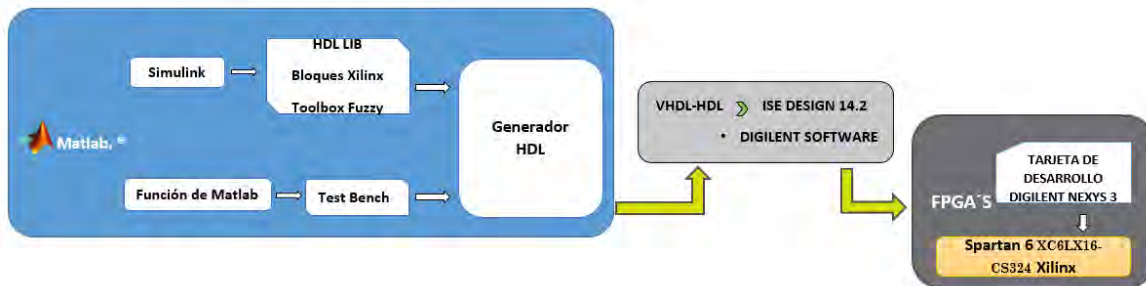 HDL LIB
Simulink
Bloques Xilinx
Toolbox Fuzzy
Matlab. ®
Generador
HDL
Función de Matlab
Test Bench
VHDL-HDL
ISE DESIGN 14.2
• DIGILENT SOFTWARE
FPGA´S
TARJETA DE
DESARROLLO
DIGILENT NEXYS 3
Spartan 6 XC6LX16-
CS324 Xilinx